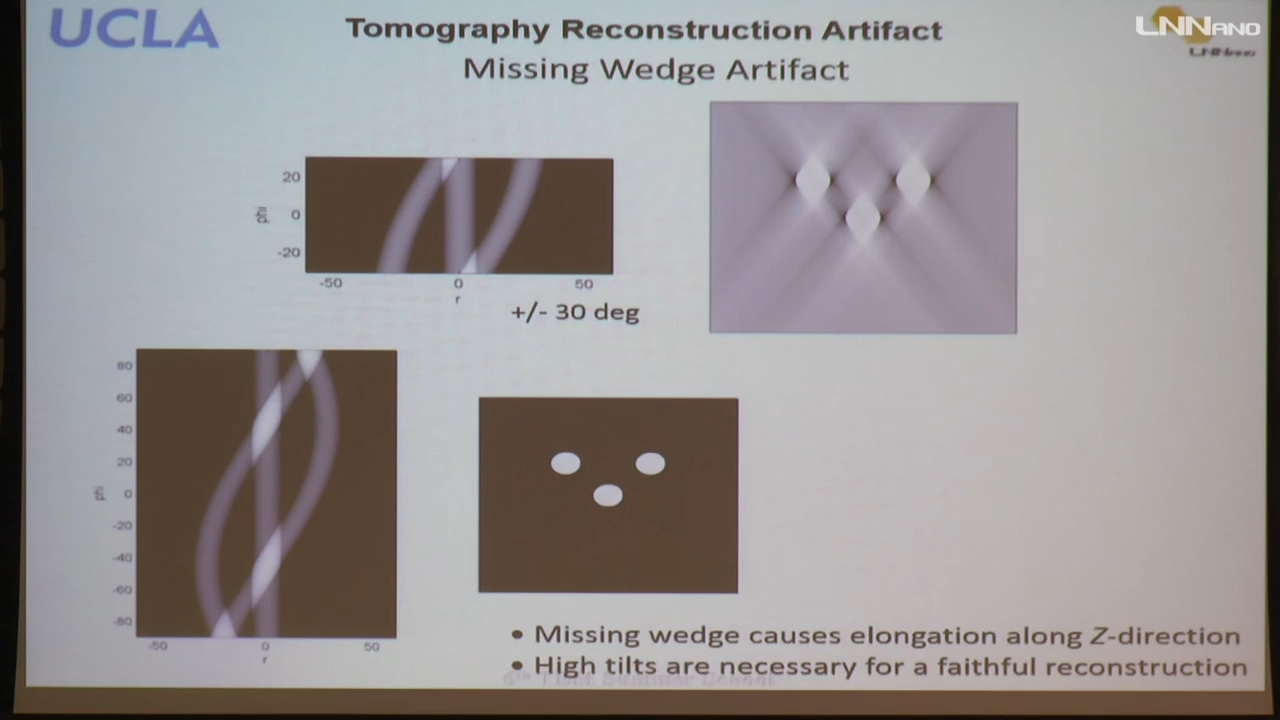 UCLA
Tomography Reconstruction Artifact
Missing Wedge Artifact
LNNANO
LNNano
phi
20
0
-20
-50
0
50
r
+/- 30 deg
phi
80
60
40
20
0
-20
-40
-60
-80
-50
0
50
r
• Missing wedge causes elongation along Z-direction
• High tilts are necessary for a faithful reconstruction